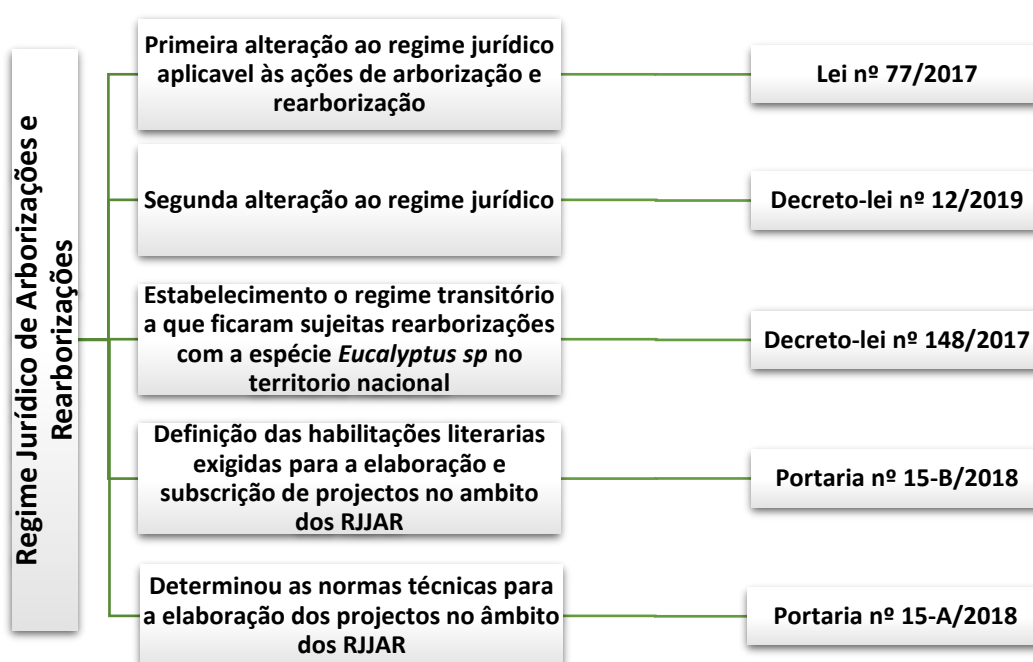 Regime Jurídico de Arborizações e
Rearborizações
Primeira alteração ao regime jurídico
aplicavel às ações de arborização e
rearborização
Lei nº 77/2017
Segunda alteração ao regime jurídico
Decreto-lei nº 12/2019
Estabelecimento o regime transitório
a que ficaram sujeitas rearborizações
com a espécie Eucalyptus sp no
territorio nacional
Decreto-lei nº 148/2017
Definição das habilitações literarias
exigidas para a elaboração e
subscrição de projectos no ambito
dos RJJAR
Portaria nº 15-B/2018
Determinou as normas técnicas para
a elaboração dos projectos no âmbito
dos RJJAR
Portaria nº 15-A/2018